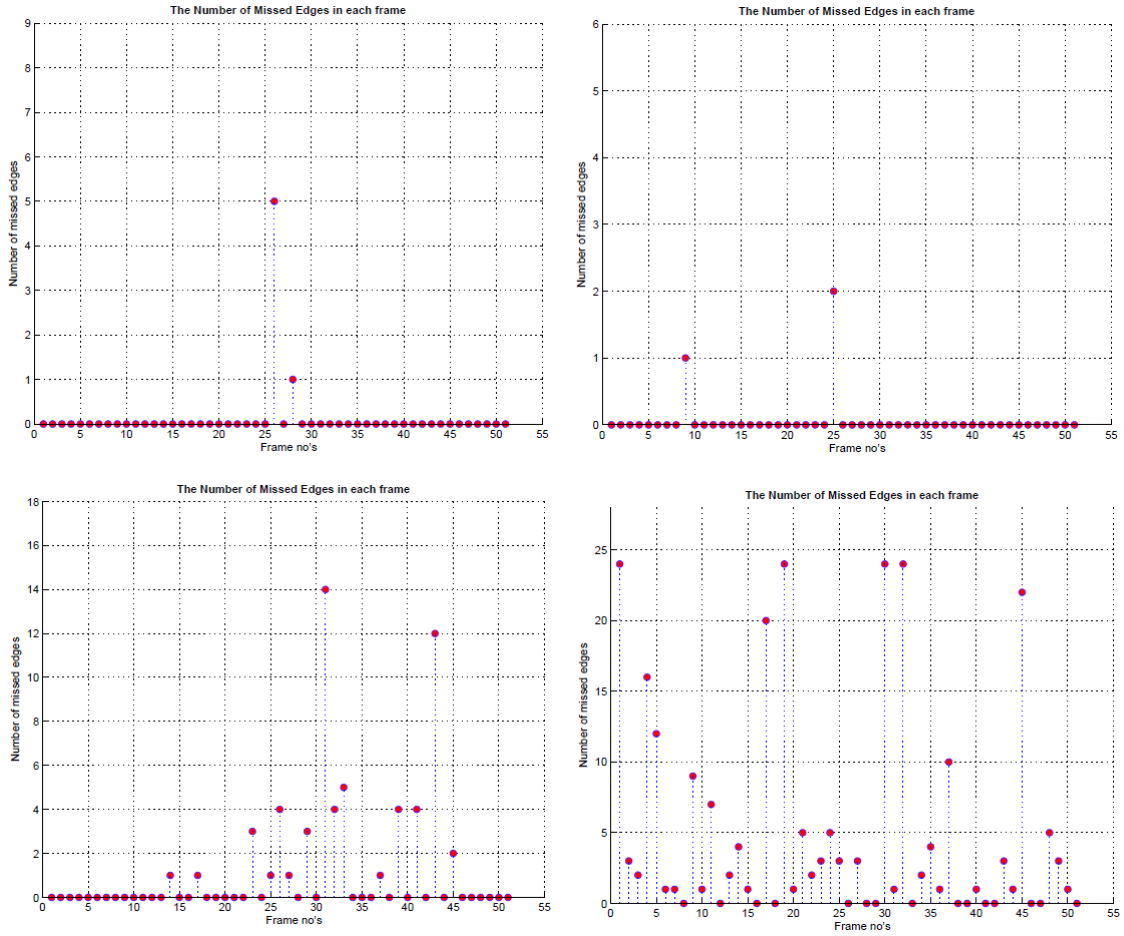 The Number of Missed Edges in each frame
9
8
7
6
5
4
3
2
1
0
Number of missed edges
0 5 10 15 20 25 30 35 40 45 50 55
Frame no's
The Number of Missed Edges in each frame
6
5
4
3
2
1
0
Number of missed edges
0 5 10 15 20 25 30 35 40 45 50 55
Frame no's
The Number of Missed Edges in each frame
18
16
14
12
10
8
6
4
2
0
Number of missed edges
0 5 10 15 20 25 30 35 40 45 50 55
Frame no's
The Number of Missed Edges in each frame
25
20
15
10
5
0
Number of missed edges
0 5 10 15 20 25 30 35 40 45 50 55
Frame no's